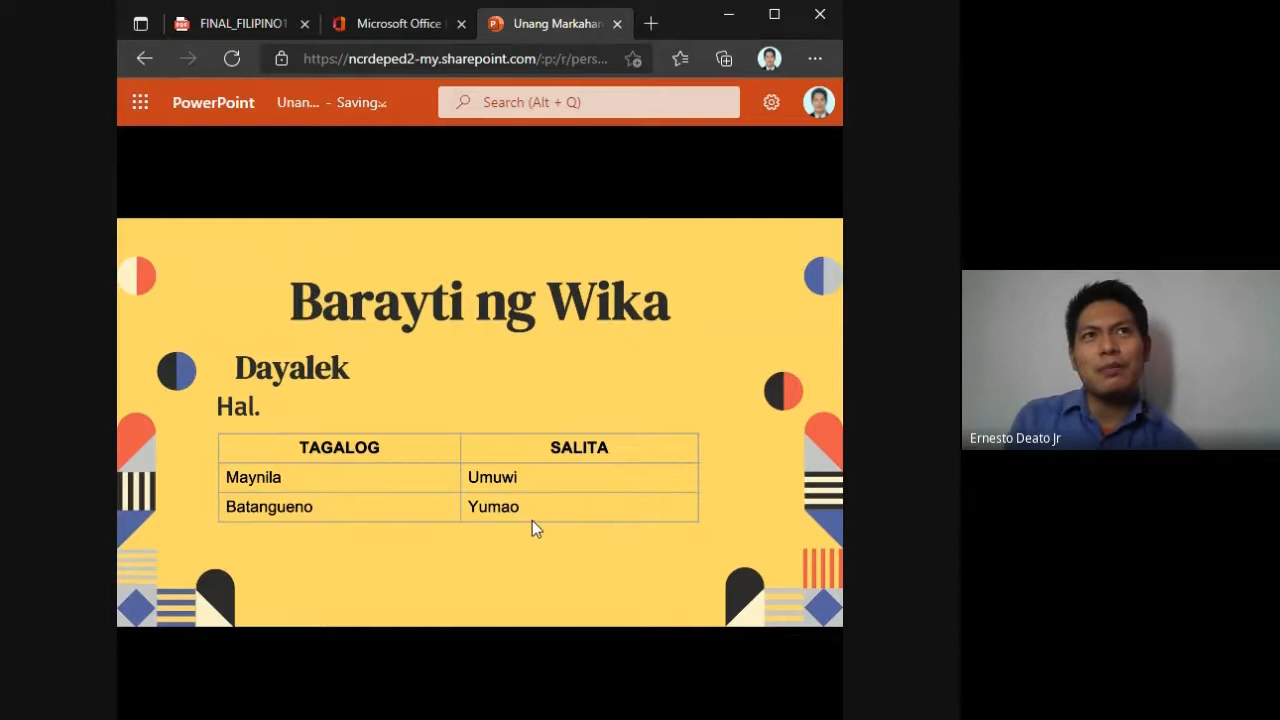 FINAL_FILIPINO1
Microsoft Office
Unang Markahan
https://ncrdeped2-my.sharepoint.com/:p:/r/pers...
PowerPoint
Unan... - Saving...
Search (Alt + Q)
Barayti ng Wika
Dayalek
Hal.
TAGALOG SALITA
Maynila Umuwi
Batangueno Yumao
Ernesto Deato Jr